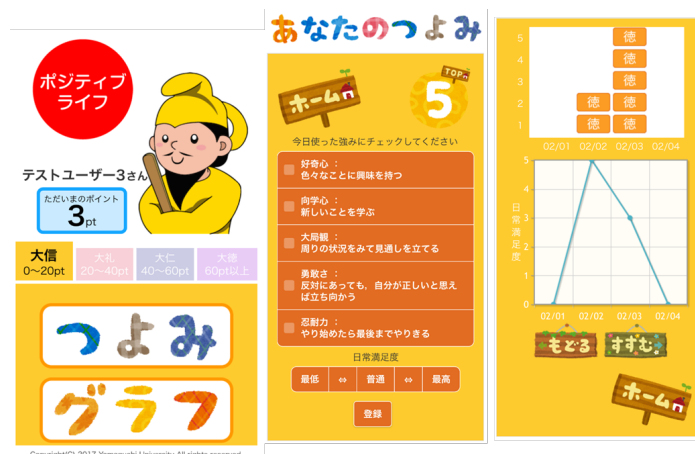 ポジティブ
ライフ
テストユーザー3さん
ただいまのポイント
3pt
大信
0〜20pt
大礼
20〜40pt
大仁
40〜60pt
大徳
60pt以上
つよみ
グラフ
Copyright(C) 2017 Yamaguchi University All rights reserved
あなたのつよみ
ホーム
TOP
5
今日使った強みにチェックしてください
好奇心 :
色々なことに興味を持つ
向学心 :
新しいことを学ぶ
大局観 :
周りの状況をみて見通しを立てる
勇敢さ :
反対にあっても，自分が正しいと思え
ば立ち向かう
忍耐力 :
やり始めたら最後までやりきる
日常満足度
最低 ⇔ 普通 ⇔ 最高
登録
5 徳
4 徳
3 徳
2 徳 徳
1 徳 徳
02/01 02/02 02/03 02/04
日常満足度
5
4
3
2
1
0
02/01 02/02 02/03 02/04
もどる すすむ
ホーム